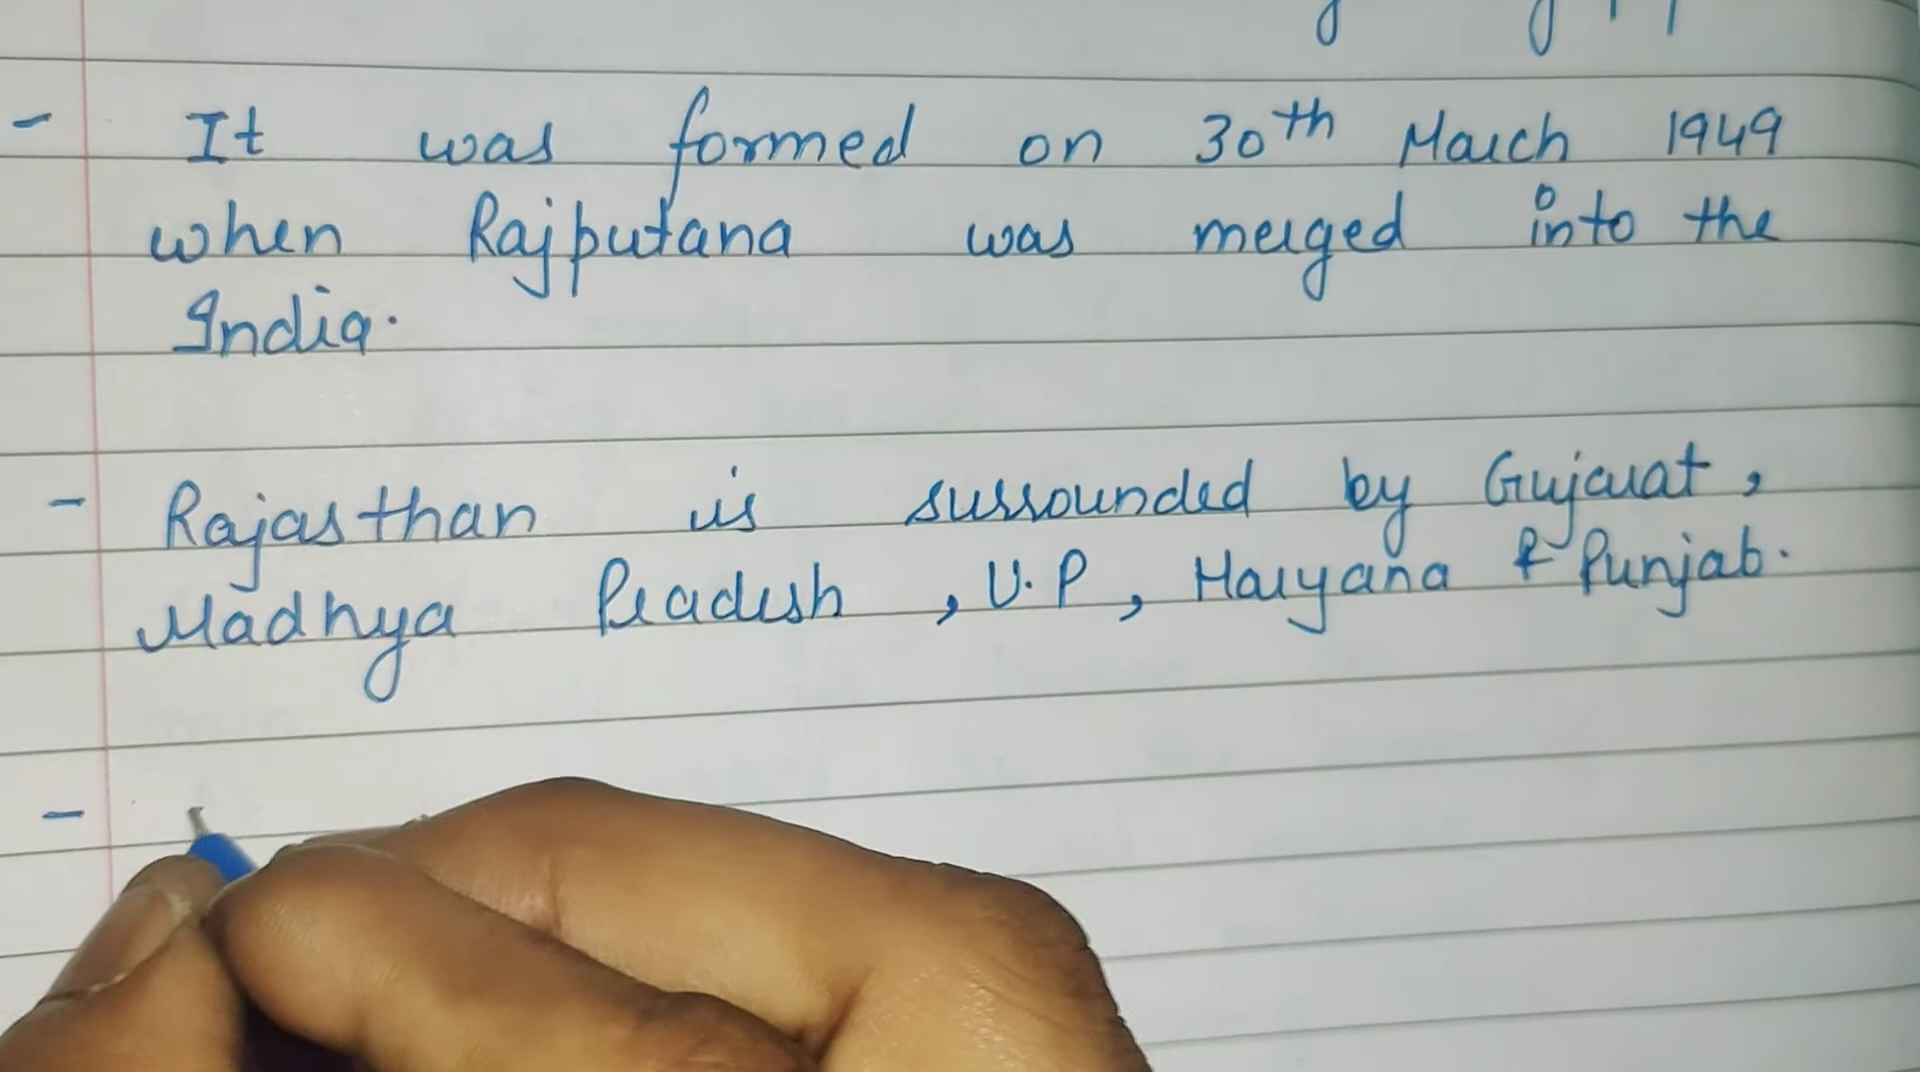 - It was formed on 30th March 1949
when Rajputana was merged into the
India.
- Rajasthan is surrounded by Gujarat,
Madhya Pradesh, U.P, Haryana & Punjab.
-